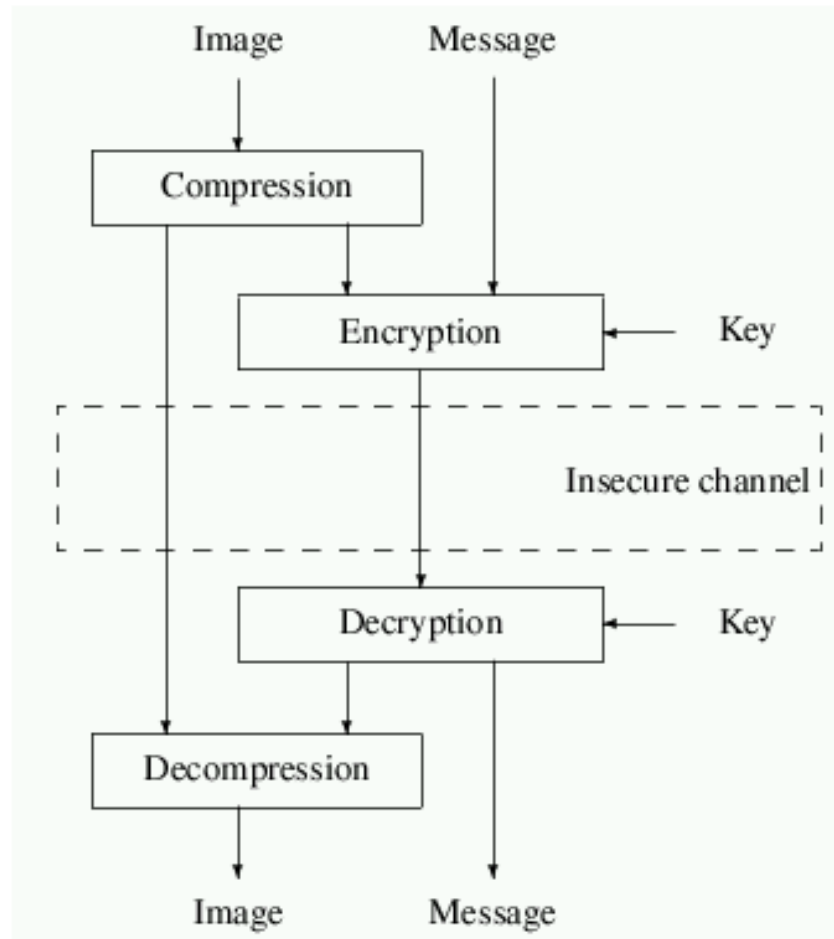 Image
Message
Compression
Encryption
Key
Insecure channel
Decryption
Key
Decompression
Image
Message